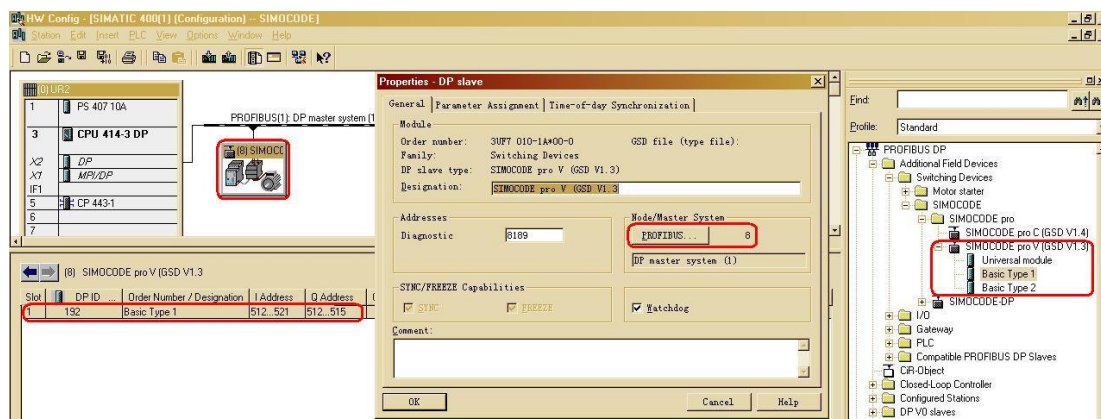 HW Config - [SIMATIC 400(1) (Configuration) -- SIMOCODE]
Station Edit Insert PLC View Options Window Help
(0) UR2
1 PS 407 10A
3 CPU 414-3 DP
X2 DP
X1 MPI/DP
IF1
5 CP 443-1
6
7
PROFIBUS(1): DP master system (1
(8) SIMOC
(8) SIMOCODE pro V (GSD V1.3
Slot DP ID ... Order Number / Designation I Address Q Address
1 192 Basic Type 1 512...521 512...515
Properties - DP slave
General Parameter Assignment Time-of-day Synchronization
Module
Order number: 3UF7 010-1A*00-0 GSD file (type file):
Family: Switching Devices
DP slave type: SIMOCODE pro V (GSD V1.3)
Designation: SIMOCODE pro V (GSD V1.3
Addresses
Diagnostic 8189
Node/Master System
PROFIBUS... 8
DP master system (1)
SYNC/FREEZE Capabilities
SYNC FREEZE
Watchdog
Comment:
OK Cancel Help
Find:
Profile: Standard
PROFIBUS DP
Additional Field Devices
Switching Devices
Motor starter
SIMOCODE
SIMOCODE pro
SIMOCODE pro C (GSD V1.4)
SIMOCODE pro V (GSD V1.3)
Universal module
Basic Type 1
Basic Type 2
SIMOCODE-DP
I/O
Gateway
PLC
Compatible PROFIBUS DP Slaves
CiR-Object
Closed-Loop Controller
Configured Stations
DP V0 slaves